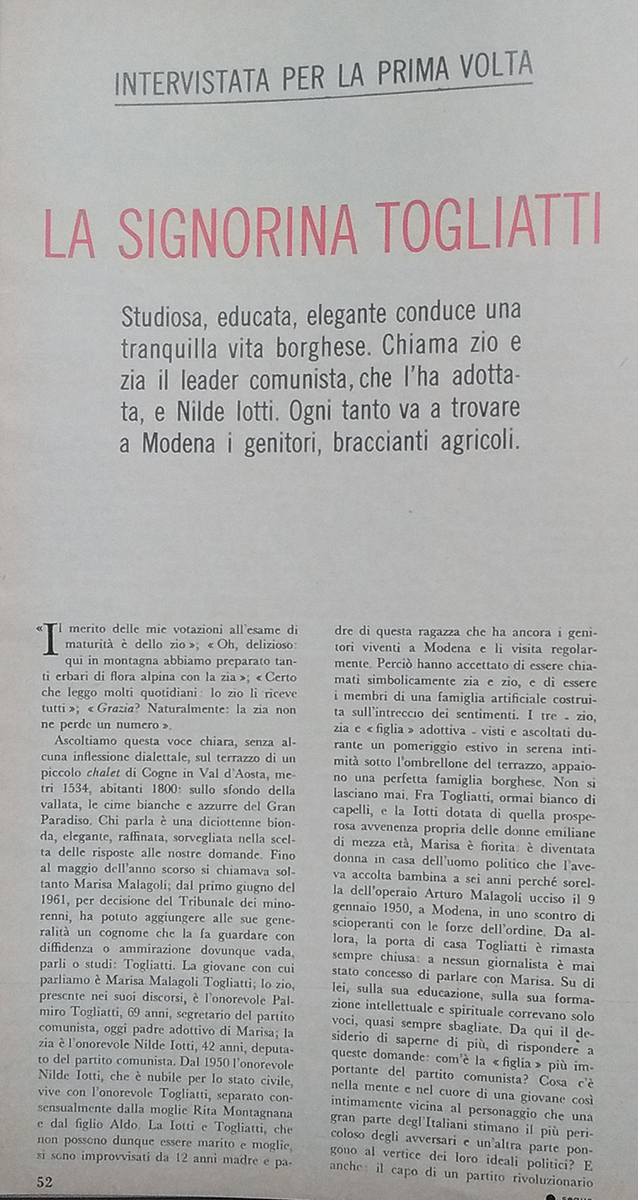 INTERVISTATA PER LA PRIMA VOLTA
LA SIGNORINA TOGLIATTI
Studiosa, educata, elegante conduce una
tranquilla vita borghese. Chiama zio e
zia il leader comunista, che l'ha adotta-
ta, e Nilde Iotti. Ogni tanto va a trovare
a Modena i genitori, braccianti agricoli.
«Il merito delle mie votazioni all'esame di
maturità è dello zio»; «Oh, delizioso:
qui in montagna abbiamo preparato tan-
ti erbari di flora alpina con la zia»; «Certo
che leggo molti quotidiani: lo zio li riceve
tutti»; «Grazia? Naturalmente: la zia non
ne perde un numero».
Ascoltiamo questa voce chiara, senza al-
cuna inflessione dialettale, sul terrazzo di un
piccolo chalet di Cogne in Val d'Aosta, me-
tri 1534, abitanti 1800: sullo sfondo della
vallata, le cime bianche e azzurre del Gran
Paradiso. Chi parla è una diciottenne bion-
da, elegante, raffinata, sorvegliata nella scel-
ta delle risposte alle nostre domande. Fino
al maggio dell'anno scorso si chiamava sol-
tanto Marisa Malagoli; dal primo giugno del
1961, per decisione del Tribunale dei mino-
renni, ha potuto aggiungere alle sue gene-
ralità un cognome che la fa guardare con
diffidenza o ammirazione dovunque vada,
parli o studi: Togliatti. La giovane con cui
parliamo è Marisa Malagoli Togliatti; lo zio,
presente nei suoi discorsi, è l'onorevole Pal-
miro Togliatti, 69 anni, segretario del partito
comunista, oggi padre adottivo di Marisa; la
zia è l'onorevole Nilde Iotti, 42 anni, deputa-
to del partito comunista. Dal 1950 l'onorevole
Nilde Iotti, che è nubile per lo stato civile,
vive con l'onorevole Togliatti, separato con-
sensualmente dalla moglie Rita Montagnana
e dal figlio Aldo. La Iotti e Togliatti, che
non possono dunque essere marito e moglie,
si sono improvvisati da 12 anni madre e pa-
52
dre di questa ragazza che ha ancora i geni-
tori viventi a Modena e li visita regolar-
mente. Perciò hanno accettato di essere chia-
mati simbolicamente zia e zio, e di essere
i membri di una famiglia artificiale costrui-
ta sull'intreccio dei sentimenti. I tre - zio,
zia e «figlia» adottiva - visti e ascoltati du-
rante un pomeriggio estivo in serena inti-
mità sotto l'ombrellone del terrazzo, appaio-
no una perfetta famiglia borghese. Non si
lasciano mai. Fra Togliatti, ormai bianco di
capelli, e la Iotti dotata di quella prospe-
rosa avvenenza propria delle donne emiliane
di mezza età, Marisa è fiorita: è diventata
donna in casa dell'uomo politico che l'ave-
va accolta bambina a sei anni perché sorel-
la dell'operaio Arturo Malagoli ucciso il 9
gennaio 1950, a Modena, in uno scontro di
scioperanti con le forze dell'ordine. Da al-
lora, la porta di casa Togliatti è rimasta
sempre chiusa: a nessun giornalista è mai
stato concesso di parlare con Marisa. Su di
lei, sulla sua educazione, sulla sua forma-
zione intellettuale e spirituale correvano solo
voci, quasi sempre sbagliate. Da qui il de-
siderio di saperne di più, di rispondere a
queste domande: com'è la «figlia» più im-
portante del partito comunista? Cosa c'è
nella mente e nel cuore di una giovane così
intimamente vicina al personaggio che una
gran parte degl'Italiani stimano il più peri-
coloso degli avversari e un'altra parte pon-
gono al vertice dei loro ideali politici? E
anche: il capo di un partito rivoluzionario